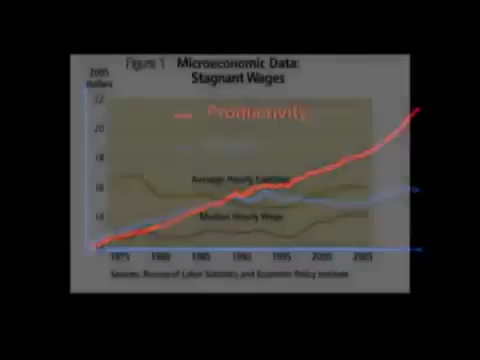 Figure 1 Microeconomic Data:
Stagnant Wages
2005
dollars
22
Productivity
20
18
Average Hourly Earnings
16
Median Hourly Wage
14
12
1975 1980 1985 1990 1995 2000 2005
Sources: Bureau of Labor Statistics and Economic Policy Institute